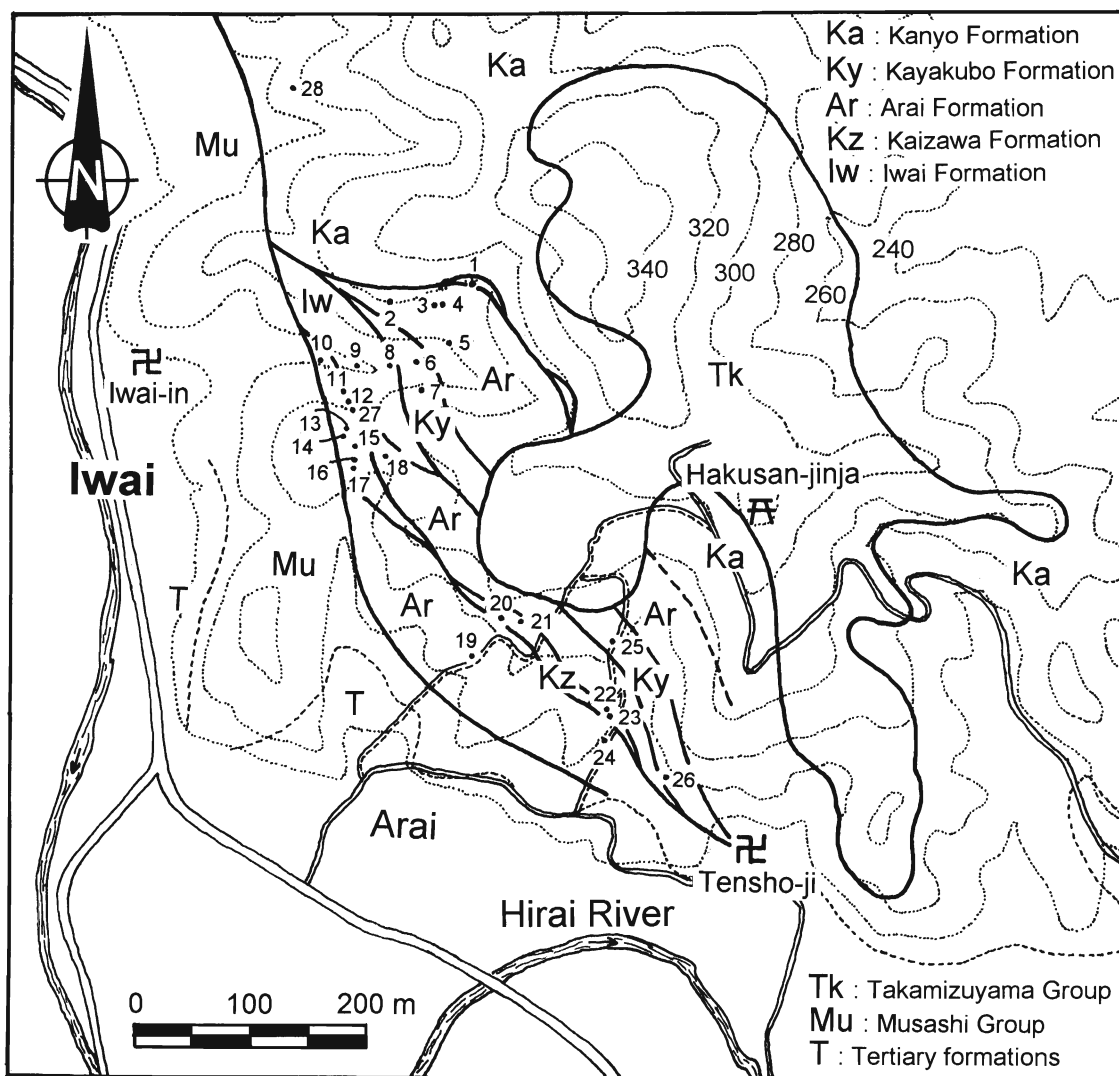 Ka : Kanyo Formation
Ky : Kayakubo Formation
Ar : Arai Formation
Kz : Kaizawa Formation
Iw : Iwai Formation
N
28
Ka
Mu
Ka
320
280
240
340
300
260
1
Iw
2
3
4
5
10
9
8
6
7
Ar
Tk
卍
Iwai-in
11
12
27
13
14
15
16
17
18
Ky
Iwai
Hakusan-jinja
Ar
Ka
Ka
Mu
T
Ar
20
21
Ar
19
25
Kz
Ky
22
23
T
24
26
Arai
卍
Tensho-ji
Hirai River
0 100 200 m
Tk : Takamizuyama Group
Mu : Musashi Group
T : Tertiary formations